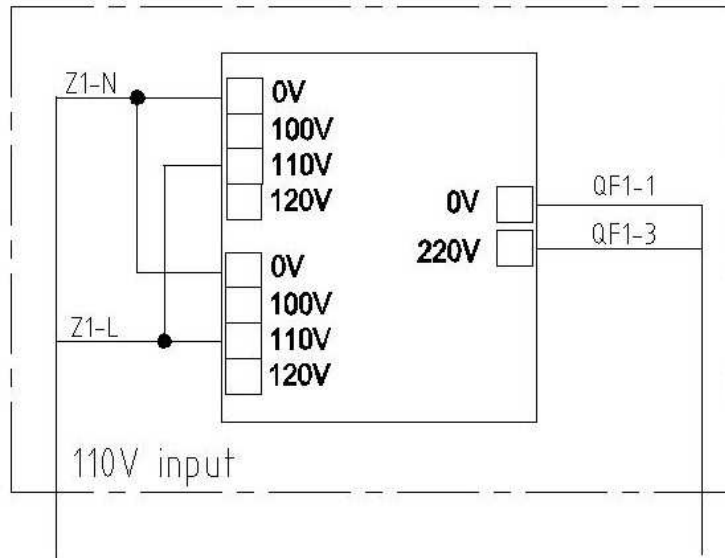 Z1-N
0V
100V
110V
120V
0V
QF1-1
220V
QF1-3
0V
100V
Z1-L
110V
120V
110V input